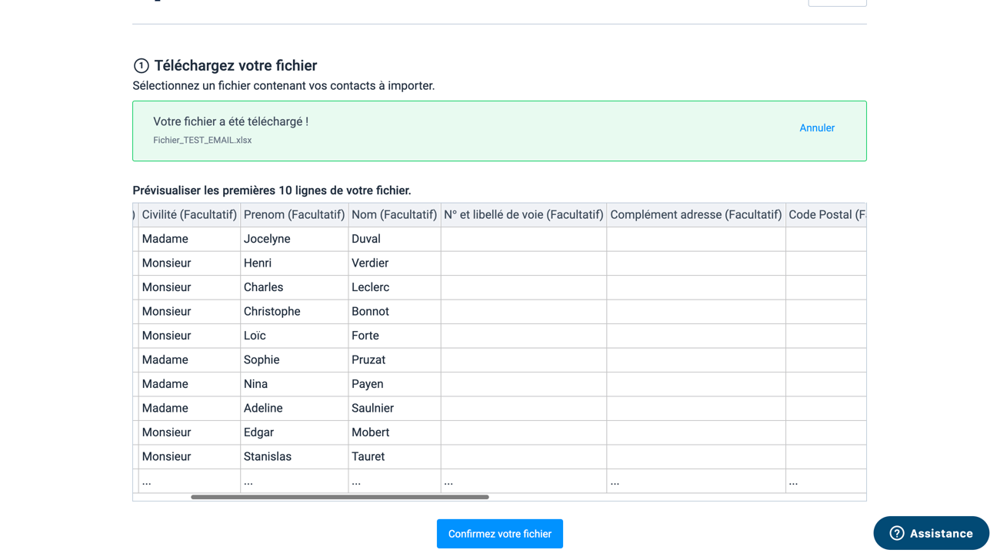 1 Téléchargez votre fichier
Sélectionnez un fichier contenant vos contacts à importer.
Votre fichier a été téléchargé !
Annuler
Fichier_TEST_EMAIL.xlsx
Prévisualiser les premières 10 lignes de votre fichier.
) Civilité (Facultatif) Prenom (Facultatif) Nom (Facultatif) N° et libellé de voie (Facultatif) Complément adresse (Facultatif) Code Postal (F
Madame Jocelyne Duval
Monsieur Henri Verdier
Monsieur Charles Leclerc
Monsieur Christophe Bonnot
Monsieur Loïc Forte
Madame Sophie Pruzat
Madame Nina Payen
Madame Adeline Saulnier
Monsieur Edgar Mobert
Monsieur Stanislas Tauret
... ... ... ... ... ...
Confirmez votre fichier
? Assistance